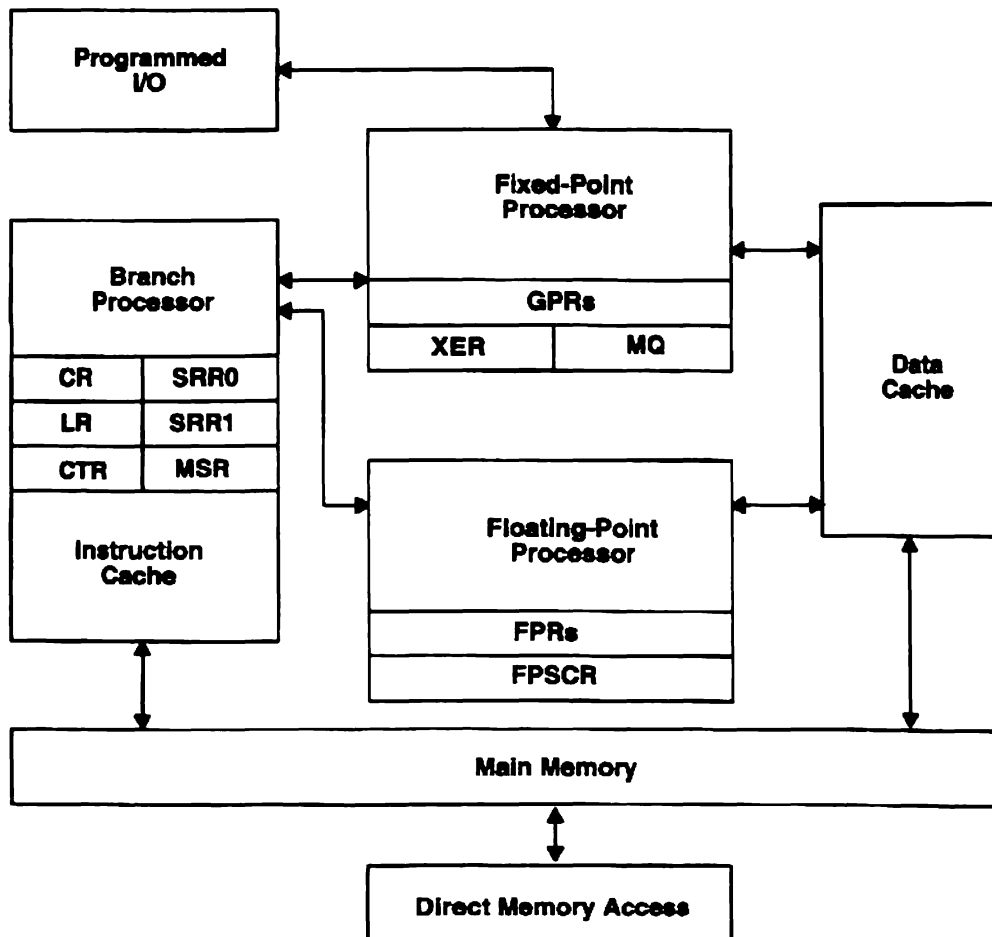 Programmed
I/O
Fixed-Point
Processor
GPRs
XER
MQ
Branch
Processor
CR
SRR0
LR
SRR1
CTR
MSR
Instruction
Cache
Data
Cache
Floating-Point
Processor
FPRs
FPSCR
Main Memory
Direct Memory Access